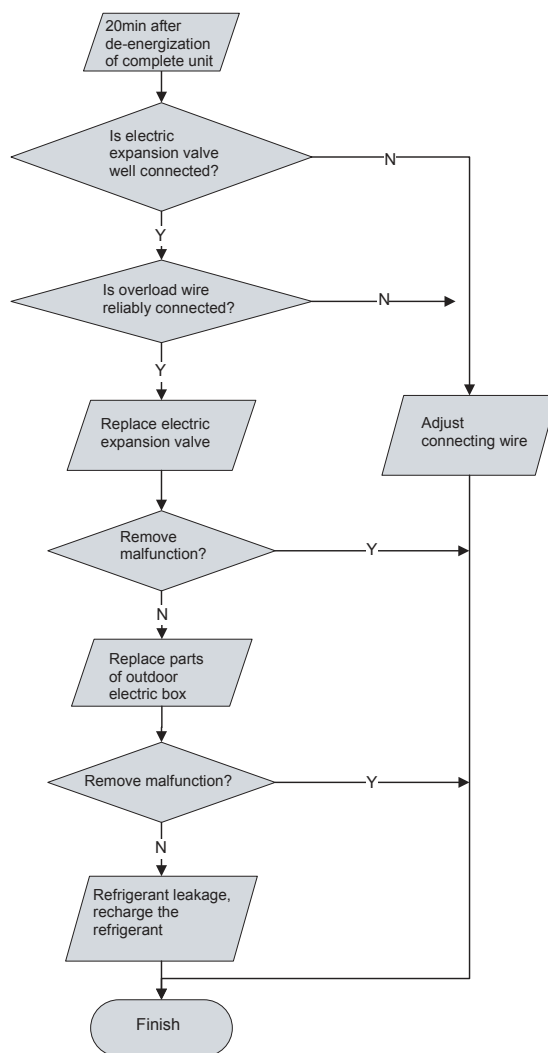 20min after
de-energization
of complete unit
Is electric
expansion valve
well connected?
N
Y
Is overload wire
reliably connected?
N
Y
Replace electric
expansion valve
Adjust
connecting wire
Remove
malfunction?
Y
N
Replace parts
of outdoor
electric box
Remove malfunction?
Y
N
Refrigerant leakage,
recharge the
refrigerant
Finish